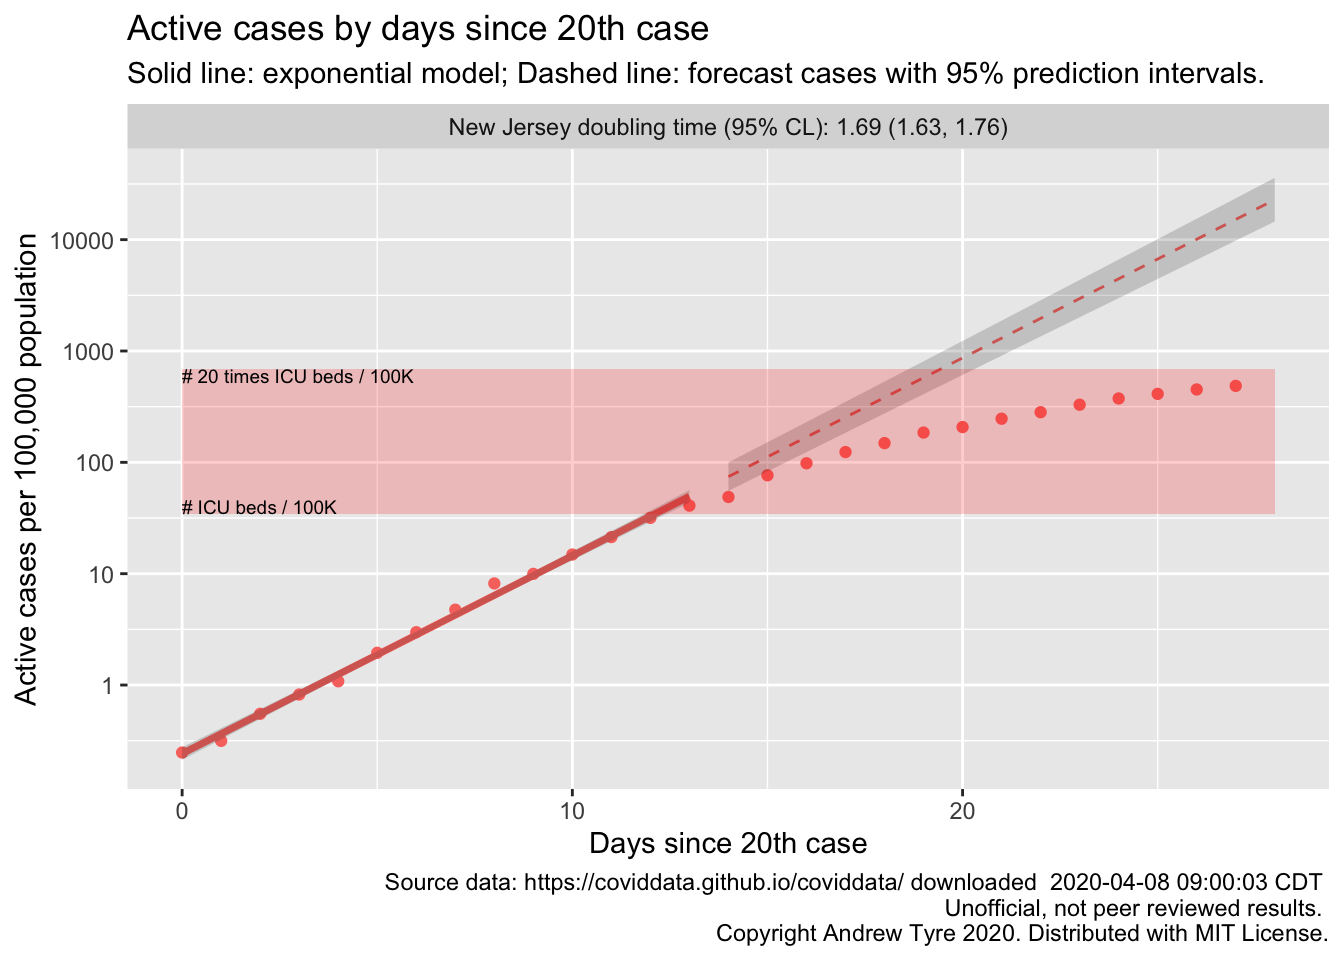 Active cases by days since 20th case
Solid line: exponential model; Dashed line: forecast cases with 95% prediction intervals.
New Jersey doubling time (95% CL): 1.69 (1.63, 1.76)
Active cases per 100,000 population
10000
1000
100
10
1
# 20 times ICU beds / 100K
# ICU beds / 100K
0
10
20
Days since 20th case
Source data: https://coviddata.github.io/coviddata/ downloaded  2020-04-08 09:00:03 CDT
Unofficial, not peer reviewed results.
Copyright Andrew Tyre 2020. Distributed with MIT License.